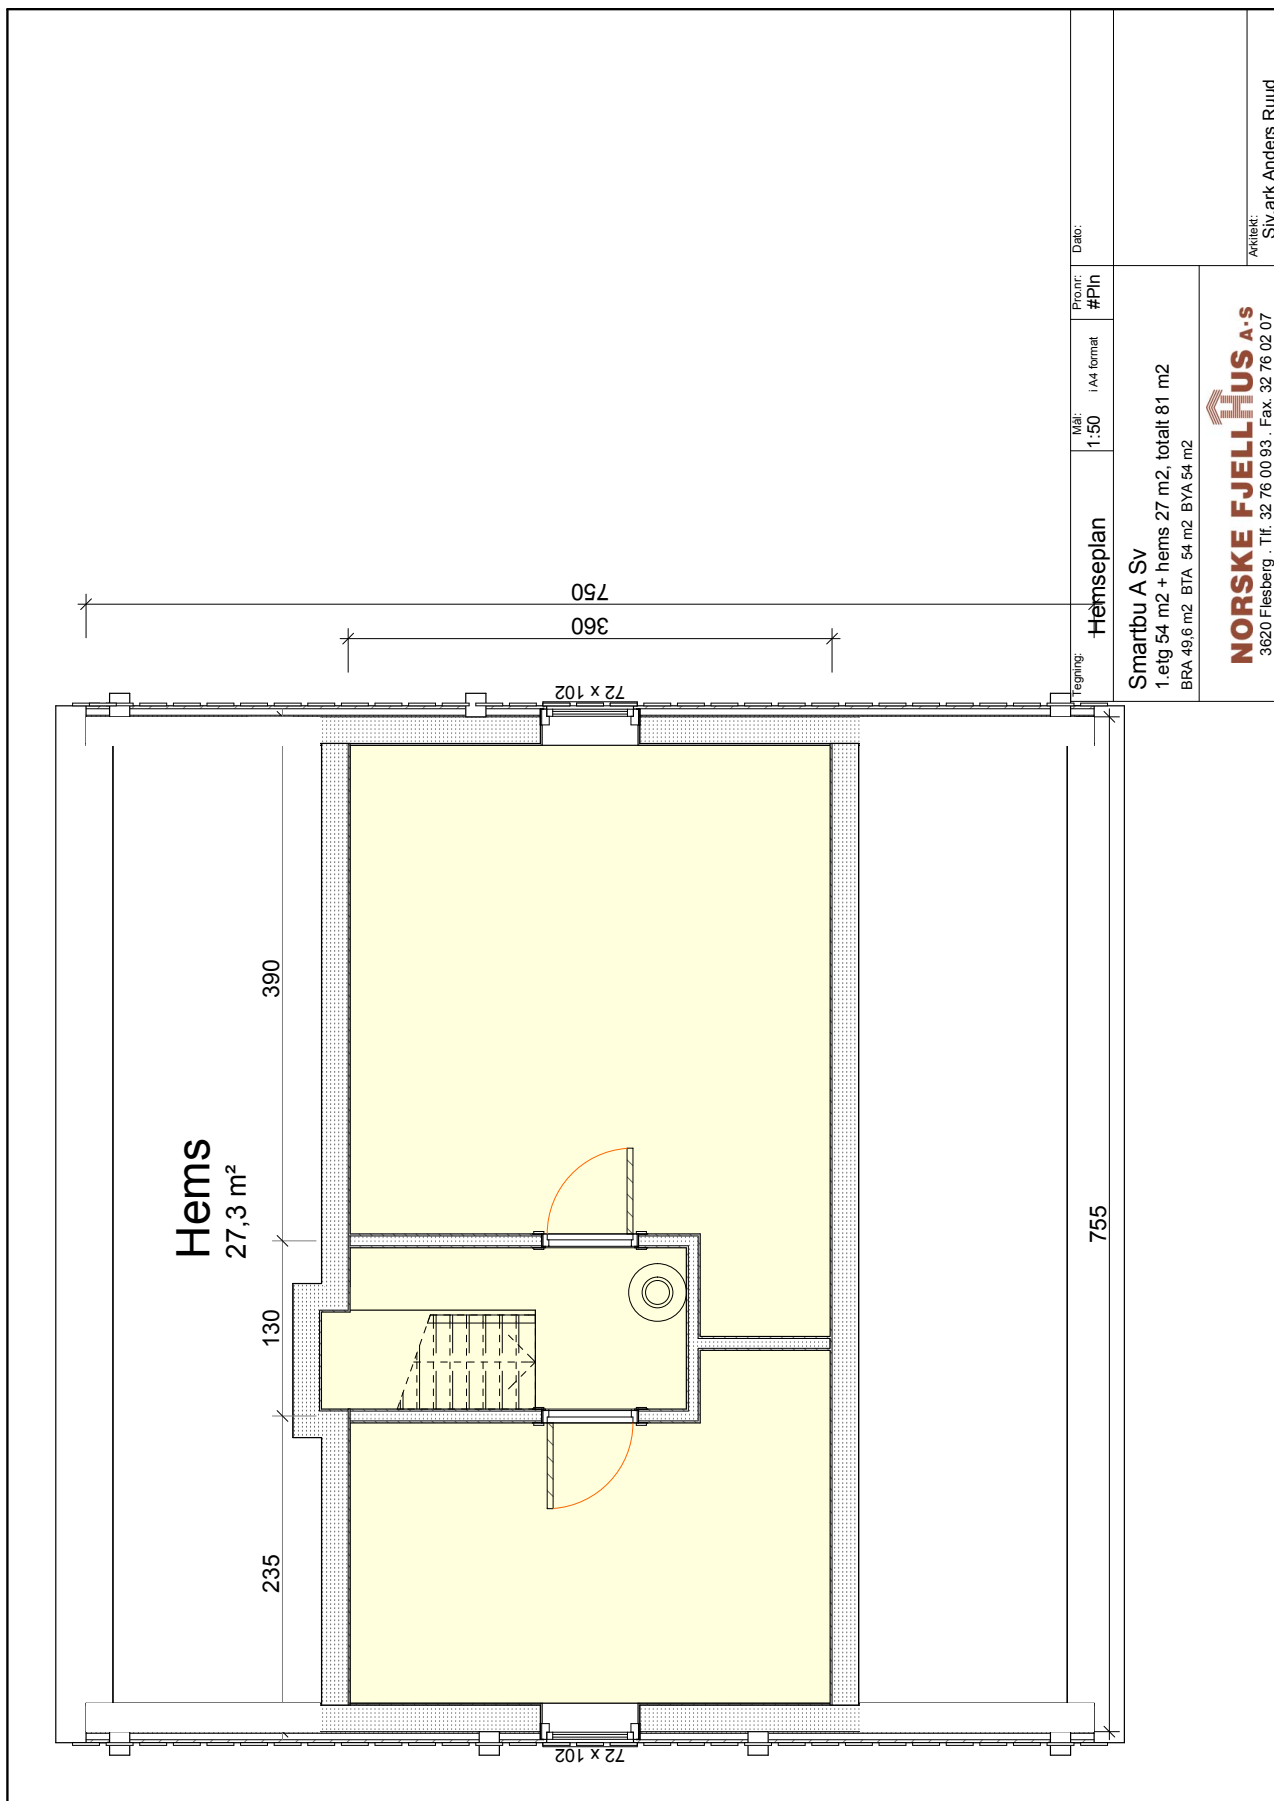 Hems
27,3 m²
235
130
390
72 x 102
72 x 102
360
750
755
Tegning:
Hemseplan
Mål:
1:50
i A4 format
Pro.nr:
#Pln
Dato:
Smartbu A Sv
1.etg 54 m2 + hems 27 m2, totalt 81 m2
BRA 49,6 m2 BTA 54 m2 BYA 54 m2
NORSKE FJELLHUS A·S
3620 Flesberg . Tlf. 32 76 00 93 . Fax. 32 76 02 07
Arkitekt:
Siv.ark Anders Ruud